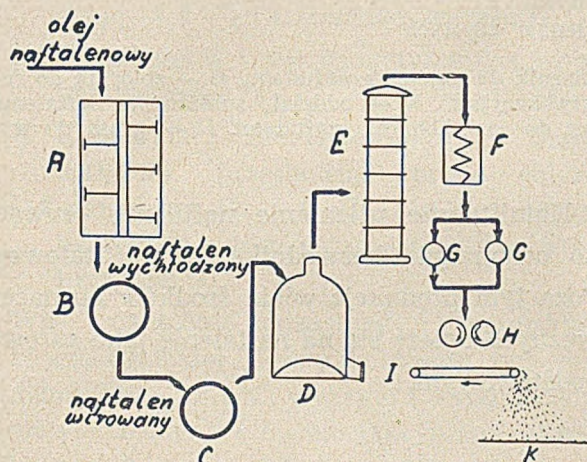 olej
naftalenowy
A
E
F
naftalen
wychłodzony
G
G
B
H
D
I
naftalen
wirowany
C
K